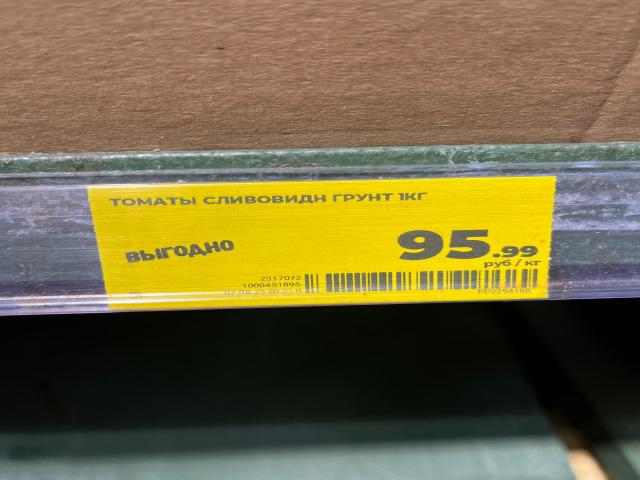 ТОМАТЫ СЛИВОВИДН ГРУНТ 1КГ
ВЫГОДНО
95.99
руб / кг
2317072
1000451895